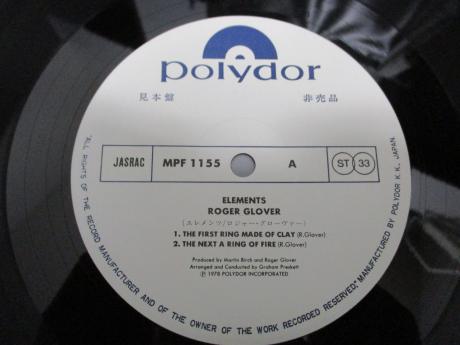 polydor
見本盤 非売品
JASRAC MPF 1155 A ST 33
ELEMENTS
ROGER GLOVER
(エレメンツ/ロジャー・グローヴァー)
1. THE FIRST RING MADE OF CLAY (R.Glover)
2. THE NEXT A RING OF FIRE (R.Glover)
Produced by Martin Birch and Roger Glover
Arranged and Conducted by Graham Preskett
Ⓟ 1978 POLYDOR INCORPORATED
"ALL RIGHTS OF THE RECORD MANUFACTURER AND OF THE OWNER OF THE WORK RECORDED RESERVED." MANUFACTURED BY POLYDOR K.K., JAPAN.